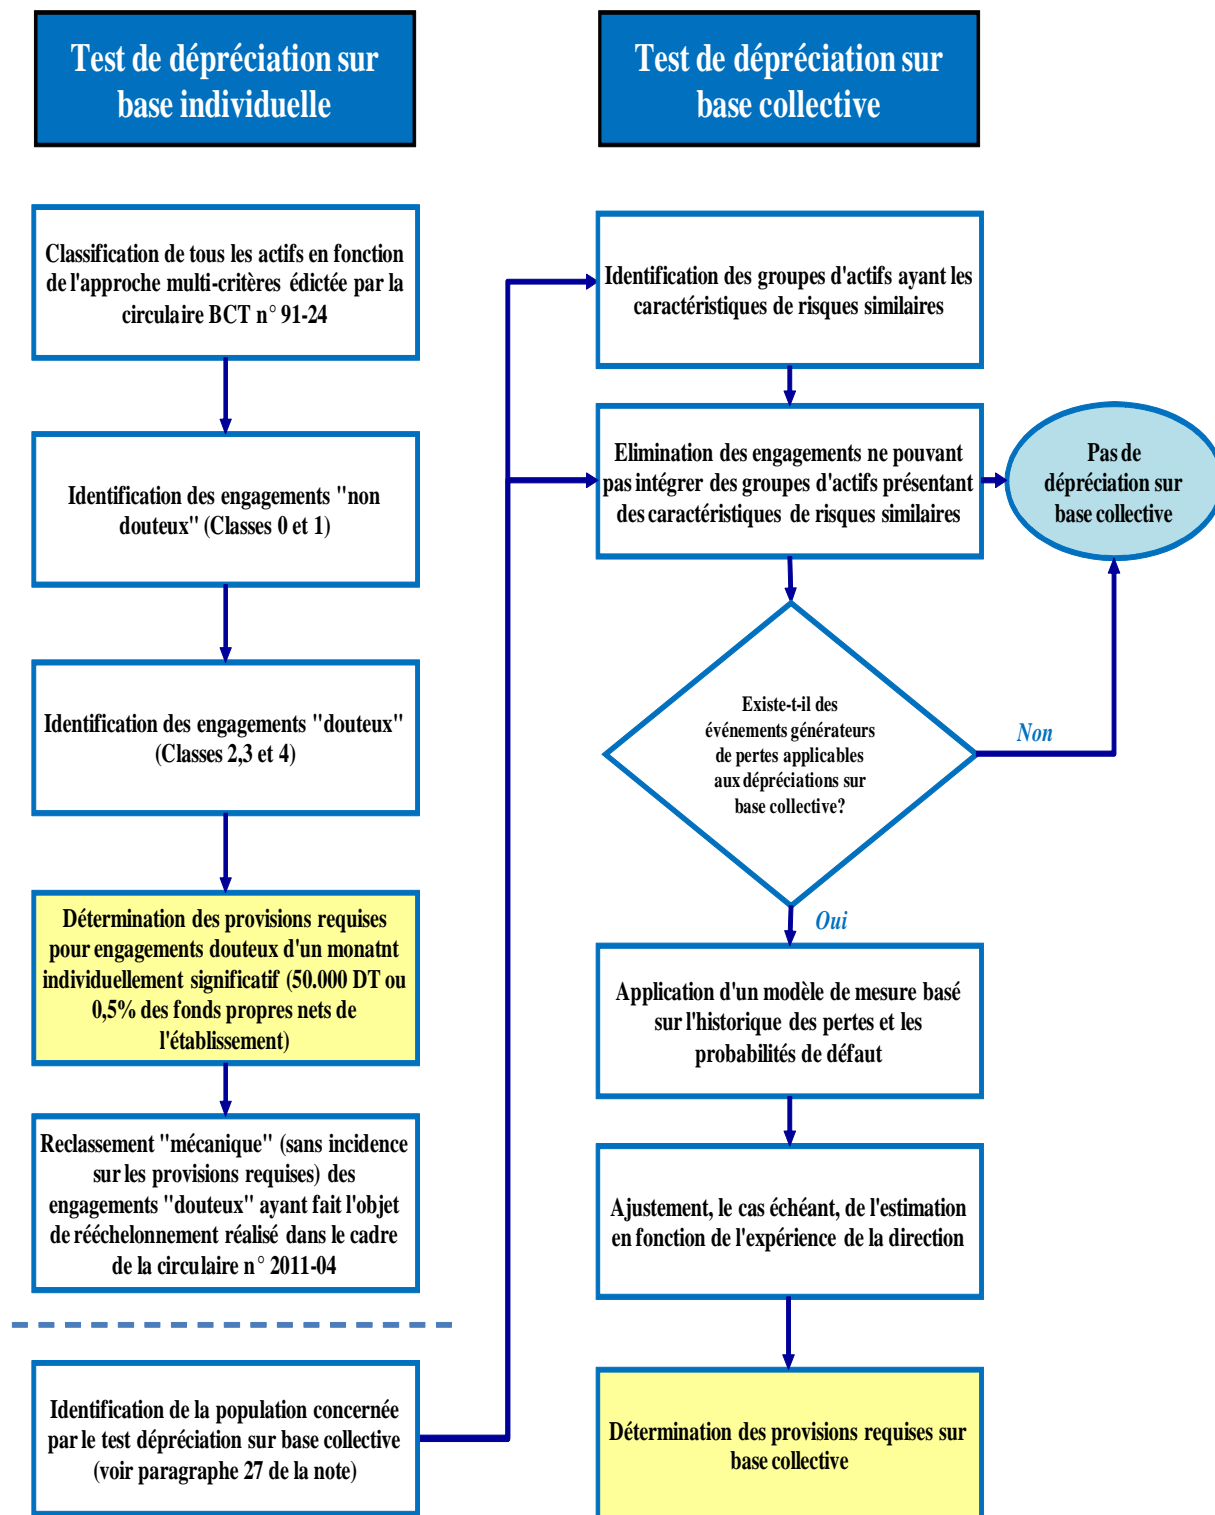 Test de dépréciation sur
base individuelle
Classification de tous les actifs en fonction
de l'approche multi-critères édictée par la
circulaire BCT n° 91-24
Identification des engagements "non
douteux" (Classes 0 et 1)
Identification des engagements "douteux"
(Classes 2,3 et 4)
Détermination des provisions requises
pour engagements douteux d'un monatnt
individuellement significatif (50.000 DT ou
0,5% des fonds propres nets de
l'établissement)
Reclassement "mécanique" (sans incidence
sur les provisions requises) des
engagements "douteux" ayant fait l'objet
de rééchelonnement réalisé dans le cadre
de la circulaire n° 2011-04
Identification de la population concernée
par le test dépréciation sur base collective
(voir paragraphe 27 de la note)
Test de dépréciation sur
base collective
Identification des groupes d'actifs ayant les
caractéristiques de risques similaires
Elimination des engagements ne pouvant
pas intégrer des groupes d'actifs présentant
des caractéristiques de risques similaires
Pas de
dépréciation sur
base collective
Existe-t-il des
événements générateurs
de pertes applicables
aux dépréciations sur
base collective?
Non
Oui
Application d'un modèle de mesure basé
sur l'historique des pertes et les
probabilités de défaut
Ajustement, le cas échéant, de l'estimation
en fonction de l'expérience de la direction
Détermination des provisions requises sur
base collective